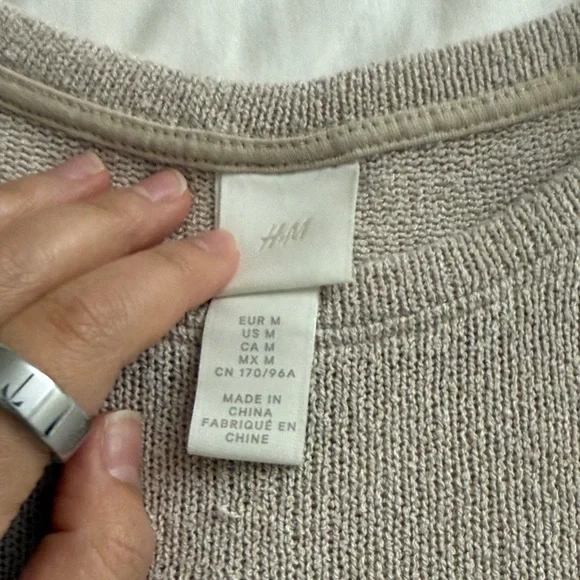 H&M
EUR M
US M
CA M
MX M
CN 170/96A
MADE IN
CHINA
FABRIQUÉ EN
CHINE